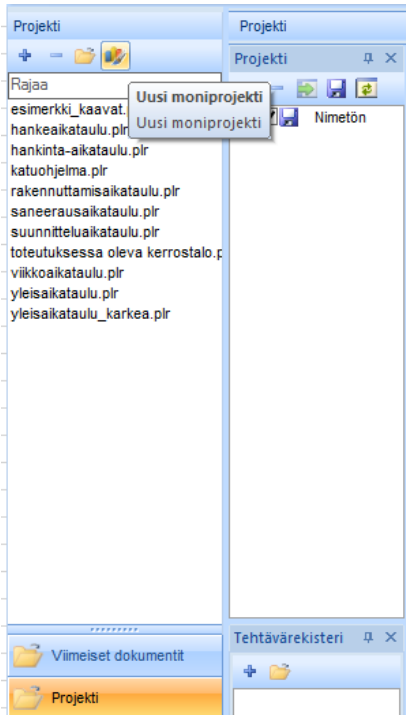 Projekti
Projekti
Projekti
Rajaa
Uusi moniprojekti
Uusi moniprojekti
Nimetön
esimerkki_kaavat.
hankeaikataulu.plr
hankinta-aikataulu.plr
katuohjelma.plr
rakennuttamisaikataulu.plr
saneerausaikataulu.plr
suunnitteluaikataulu.plr
toteutuksessa oleva kerrostalo.p
viikkoaikataulu.plr
yleisaikataulu.plr
yleisaikataulu_karkea.plr
Tehtävärekisteri
Viimeiset dokumentit
Projekti